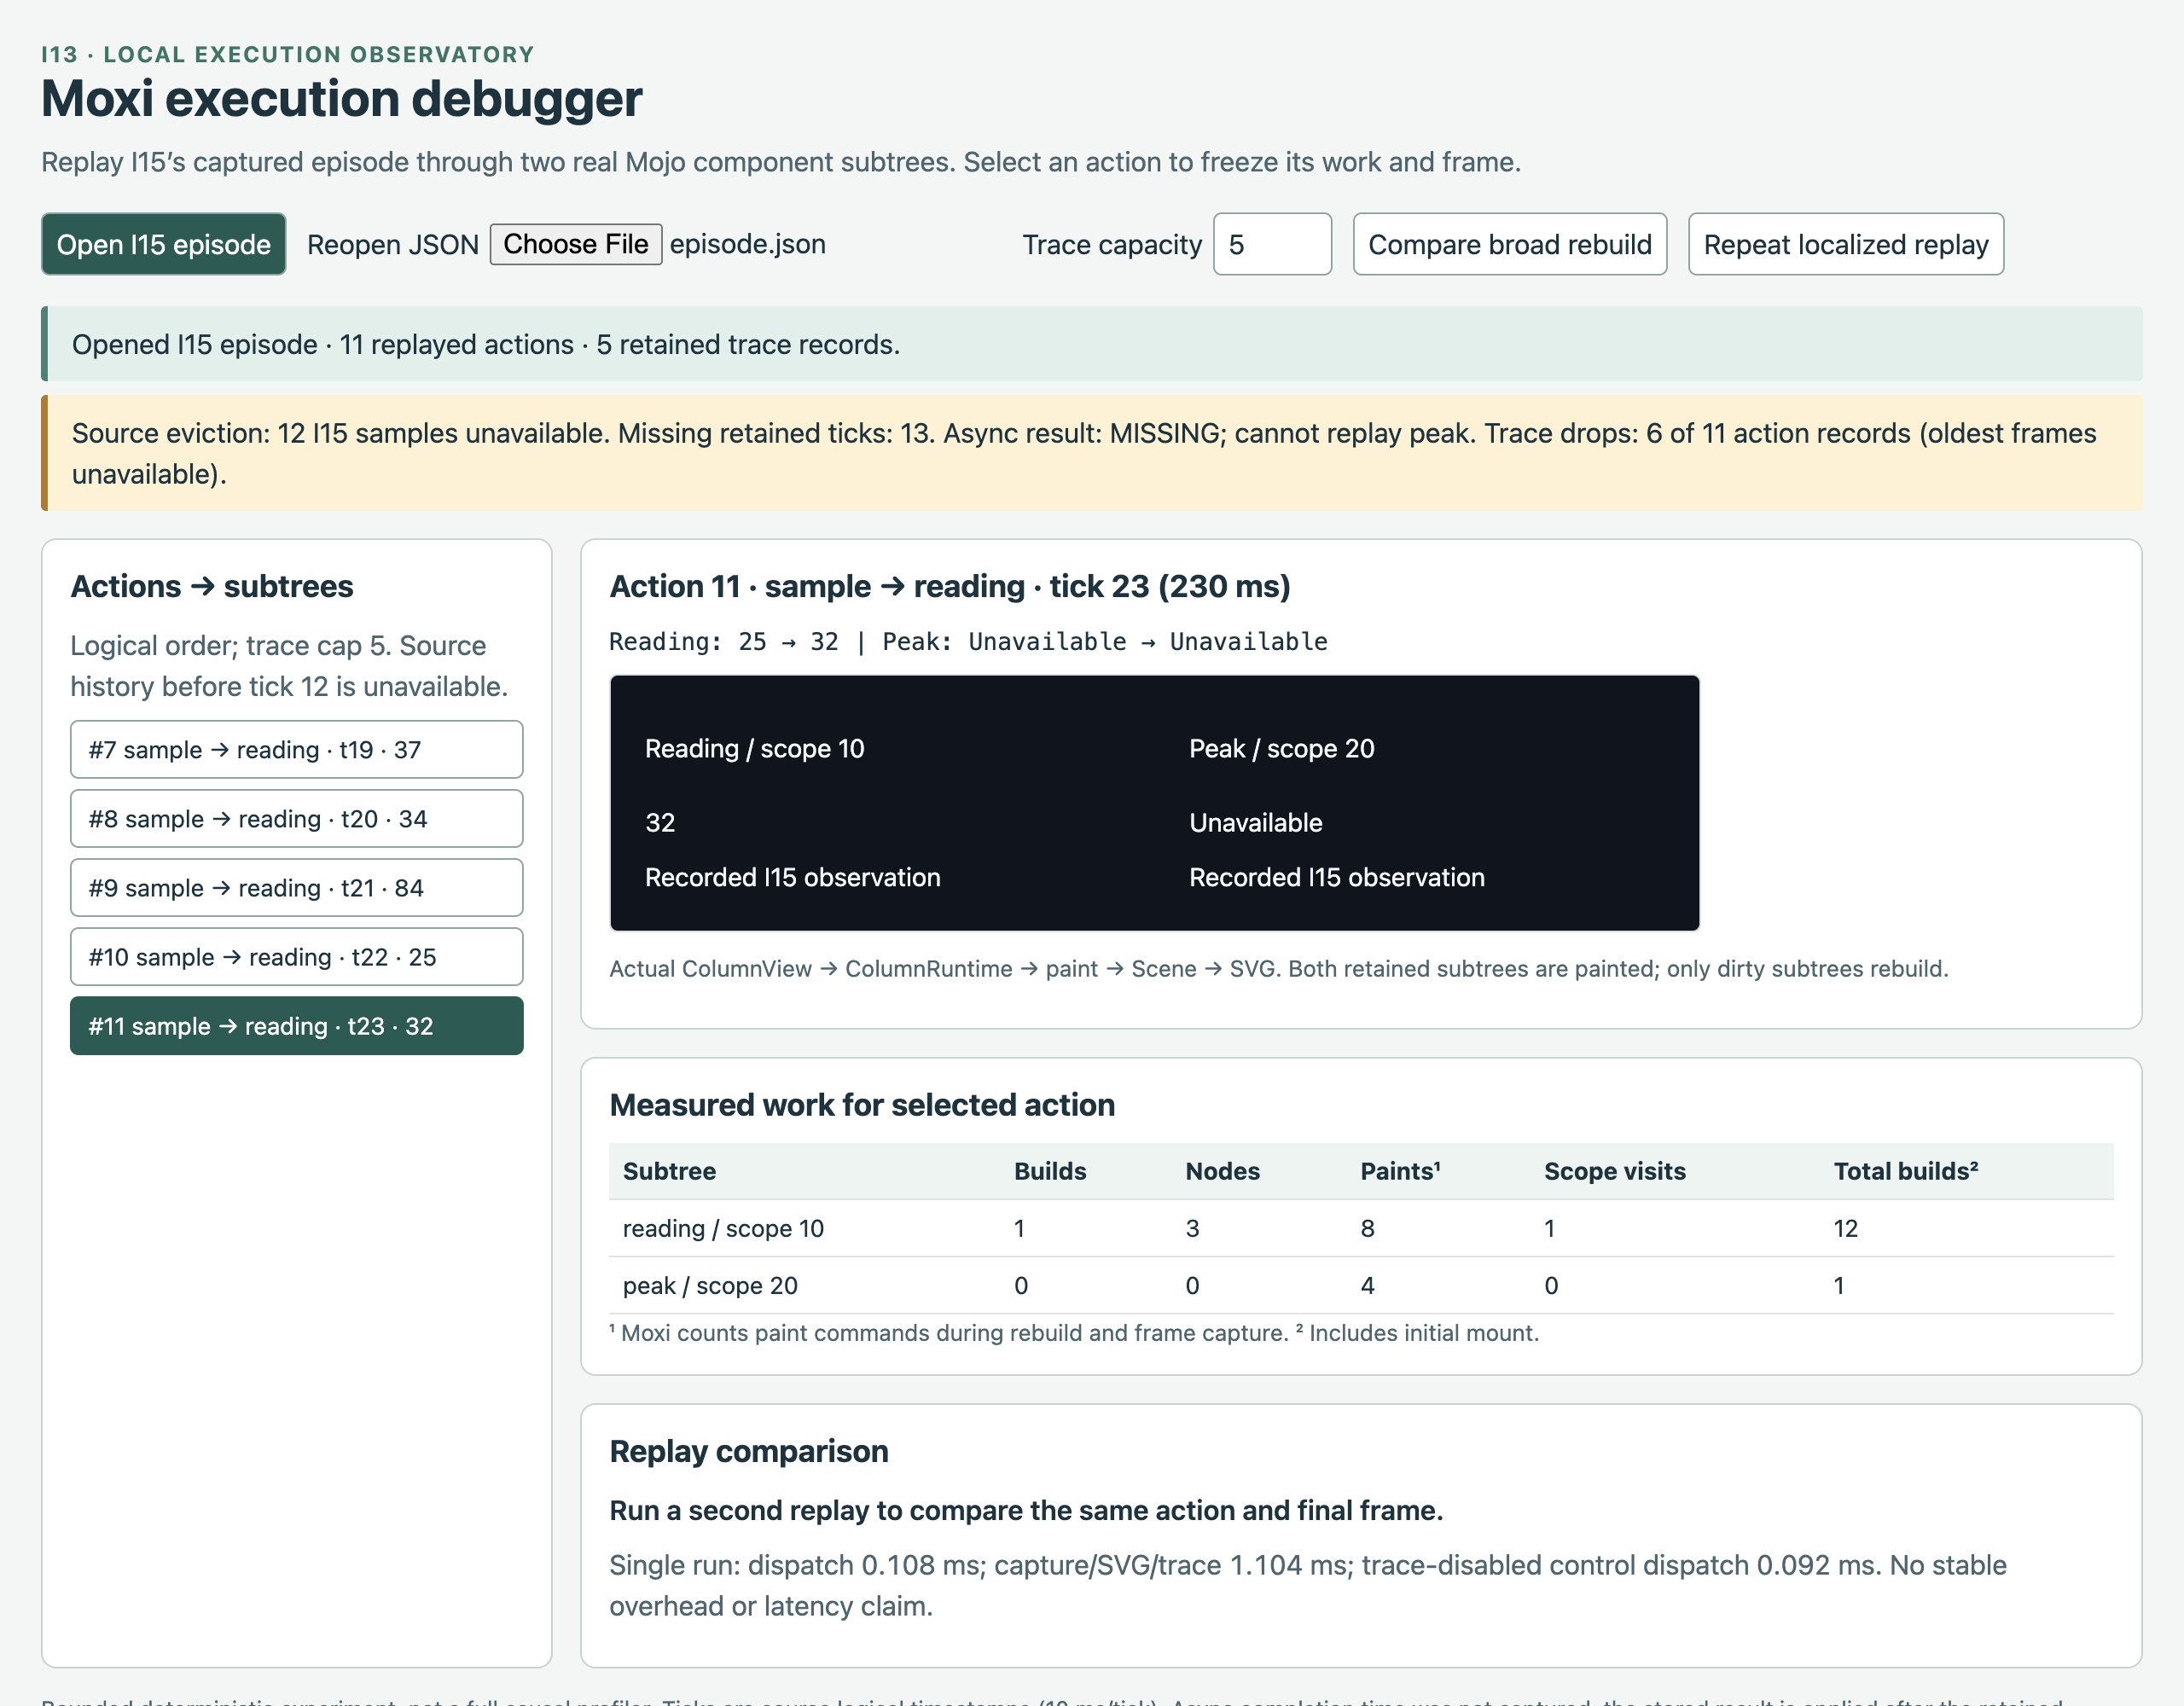 I13 · LOCAL EXECUTION OBSERVATORY
Moxi execution debugger
Replay I15’s captured episode through two real Mojo component subtrees. Select an action to freeze its work and frame.
Open I15 episode Reopen JSON Choose File episode.json Trace capacity 5 Compare broad rebuild Repeat localized replay
Opened I15 episode · 11 replayed actions · 5 retained trace records.
Source eviction: 12 I15 samples unavailable. Missing retained ticks: 13. Async result: MISSING; cannot replay peak. Trace drops: 6 of 11 action records (oldest frames
unavailable).
Actions → subtrees
Logical order; trace cap 5. Source
history before tick 12 is unavailable.
#7 sample → reading · t19 · 37
#8 sample → reading · t20 · 34
#9 sample → reading · t21 · 84
#10 sample → reading · t22 · 25
#11 sample → reading · t23 · 32
Action 11 · sample → reading · tick 23 (230 ms)
Reading: 25 → 32 | Peak: Unavailable → Unavailable
Reading / scope 10 Peak / scope 20
32 Unavailable
Recorded I15 observation Recorded I15 observation
Actual ColumnView → ColumnRuntime → paint → Scene → SVG. Both retained subtrees are painted; only dirty subtrees rebuild.
Measured work for selected action
Subtree Builds Nodes Paints¹ Scope visits Total builds²
reading / scope 10 1 3 8 1 12
peak / scope 20 0 0 4 0 1
¹ Moxi counts paint commands during rebuild and frame capture. ² Includes initial mount.
Replay comparison
Run a second replay to compare the same action and final frame.
Single run: dispatch 0.108 ms; capture/SVG/trace 1.104 ms; trace-disabled control dispatch 0.092 ms. No stable
overhead or latency claim.